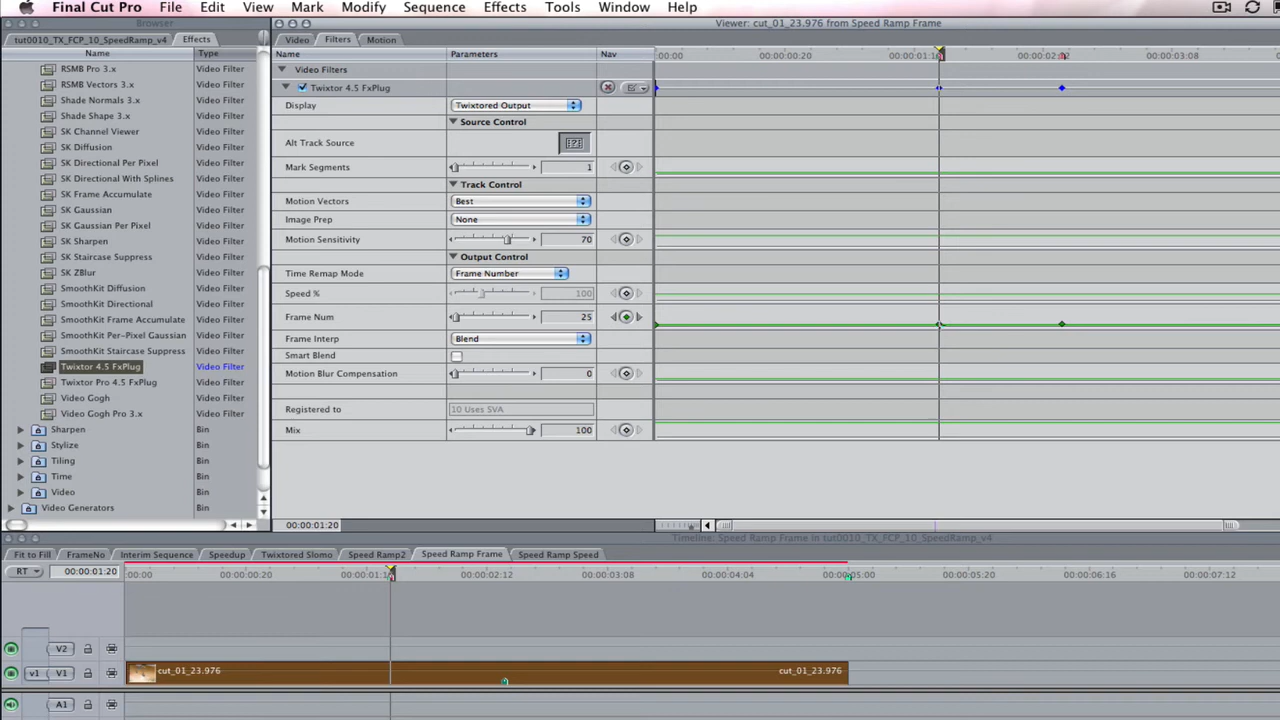 Final Cut Pro File Edit View Mark Modify Sequence Effects Tools Window Help
Browser
Viewer: cut_01_23.976 from Speed Ramp Frame
tut0010_TX_FCP_10_SpeedRamp_v4 Effects
Name Type
RSMB Pro 3.x Video Filter
RSMB Vectors 3.x Video Filter
Shade Normals 3.x Video Filter
Shade Shape 3.x Video Filter
SK Channel Viewer Video Filter
SK Diffusion Video Filter
SK Directional Per Pixel Video Filter
SK Directional With Splines Video Filter
SK Frame Accumulate Video Filter
SK Gaussian Video Filter
SK Gaussian Per Pixel Video Filter
SK Sharpen Video Filter
SK Staircase Suppress Video Filter
SK ZBlur Video Filter
SmoothKit Diffusion Video Filter
SmoothKit Directional Video Filter
SmoothKit Frame Accumulate Video Filter
SmoothKit Per-Pixel Gaussian Video Filter
SmoothKit Staircase Suppress Video Filter
Twixtor 4.5 FxPlug Video Filter
Twixtor Pro 4.5 FxPlug Video Filter
Video Gogh Video Filter
Video Gogh Pro 3.x Video Filter
Sharpen Bin
Stylize Bin
Tiling Bin
Time Bin
Video Bin
Video Generators Bin
Video Filters Motion
Name Parameters Nav
00:00 00:00:00:20 00:00:02:12 00:00:03:08
Video Filters
Twixtor 4.5 FxPlug
Display Twixtored Output
Source Control
Alt Track Source
Mark Segments 1
Track Control
Motion Vectors Best
Image Prep None
Motion Sensitivity 70
Output Control
Time Remap Mode Frame Number
Speed % 100
Frame Num 25
Frame Interp Blend
Smart Blend
Motion Blur Compensation 0
Registered to 10 Uses SVA
Mix 100
00:00:01:20
Timeline: Speed Ramp Frame in tut0010_TX_FCP_10_SpeedRamp_v4
Fit to Fill FrameNo Interim Sequence Speedup Twixtored Slomo Speed Ramp2 Speed Ramp Frame Speed Ramp Speed
RT 00:00:01:20 :00:00 00:00:00:20 00:00:02:12 00:00:03:08 00:00:04:04 00:00:05:00 00:00:05:20 00:00:06:16 00:00:07:12
V2
v1 V1 cut_01_23.976 cut_01_23.976
A1